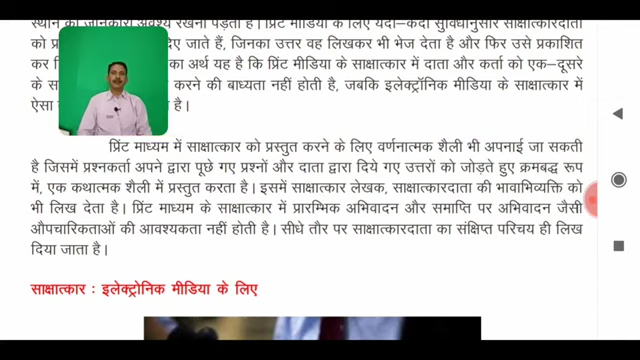 स्थान की जानकारी अवश्य रखनी पड़ती है। प्रिंट मीडिया के लिए यदा–कदा सुविधानुसार साक्षात्कारदाता
को दिए जाते हैं, जिनका उत्तर वह लिखकर भी भेज देता है और फिर उसे प्रकाशित
कर का अर्थ यह है कि प्रिंट मीडिया के साक्षात्कार में दाता और कर्ता को एक–दूसरे
के करने की बाध्यता नहीं होती है, जबकि इलेक्ट्रॉनिक मीडिया के साक्षात्कार में
ऐसा है।
प्रिंट माध्यम में साक्षात्कार को प्रस्तुत करने के लिए वर्णनात्मक शैली भी अपनाई जा सकती
है जिसमें प्रश्नकर्ता अपने द्वारा पूछे गए प्रश्नों और दाता द्वारा दिये गए उत्तरों को जोड़ते हुए क्रमबद्ध रूप
में, एक कथात्मक शैली में प्रस्तुत करता है। इसमें साक्षात्कार लेखक, साक्षात्कारदाता की भावाभिव्यक्ति को
भी लिख देता है। प्रिंट माध्यम के साक्षात्कार में प्रारम्भिक अभिवादन और समाप्ति पर अभिवादन जैसी
औपचारिकताओं की आवश्यकता नहीं होती है। सीधे तौर पर साक्षात्कारदाता का संक्षिप्त परिचय ही लिख
दिया जाता है।
साक्षात्कार : इलेक्ट्रोनिक मीडिया के लिए